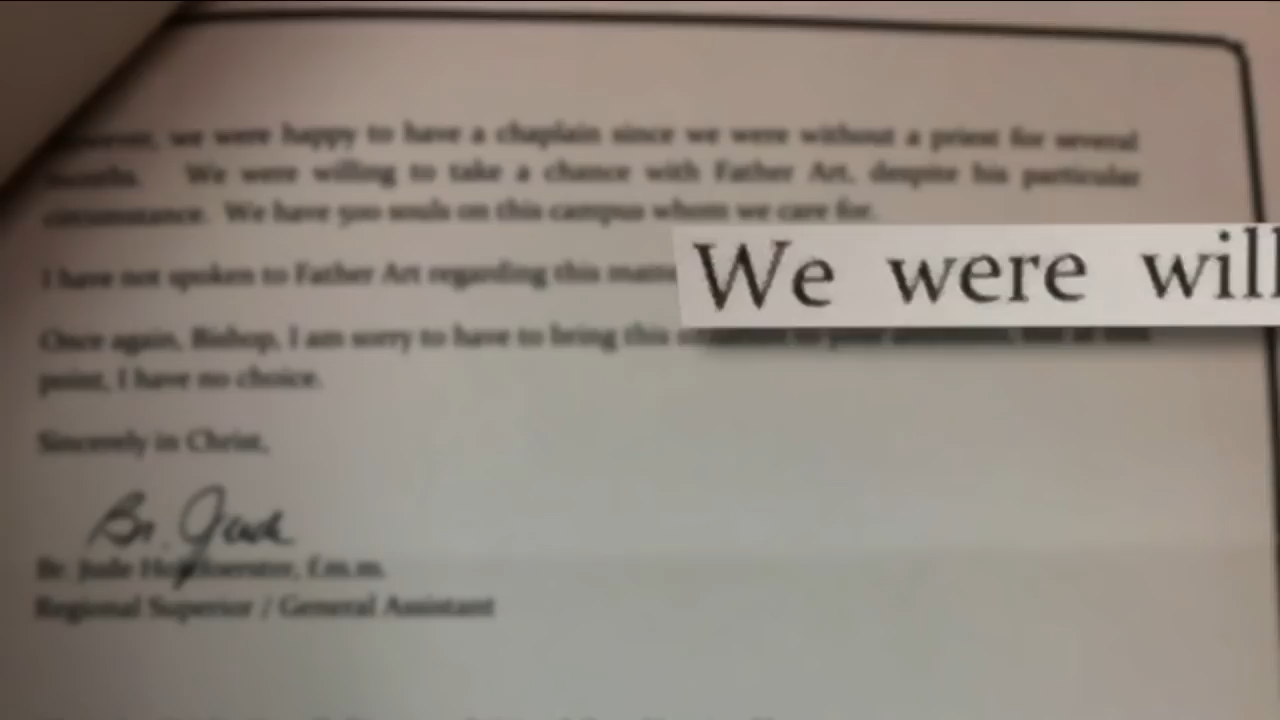 we were happy to have a chaplain since we were without a priest for several
months. We were willing to take a chance with Father Art, despite his particular
circumstance. We have 500 souls on this campus whom we care for.
We were will
I have not spoken to Father Art regarding this
Once again, Bishop, I am sorry to have to bring this
point, I have no choice.
Sincerely in Christ,
Br. Jude
Br. Jude f.m.m.
Regional Superior / General Assistant